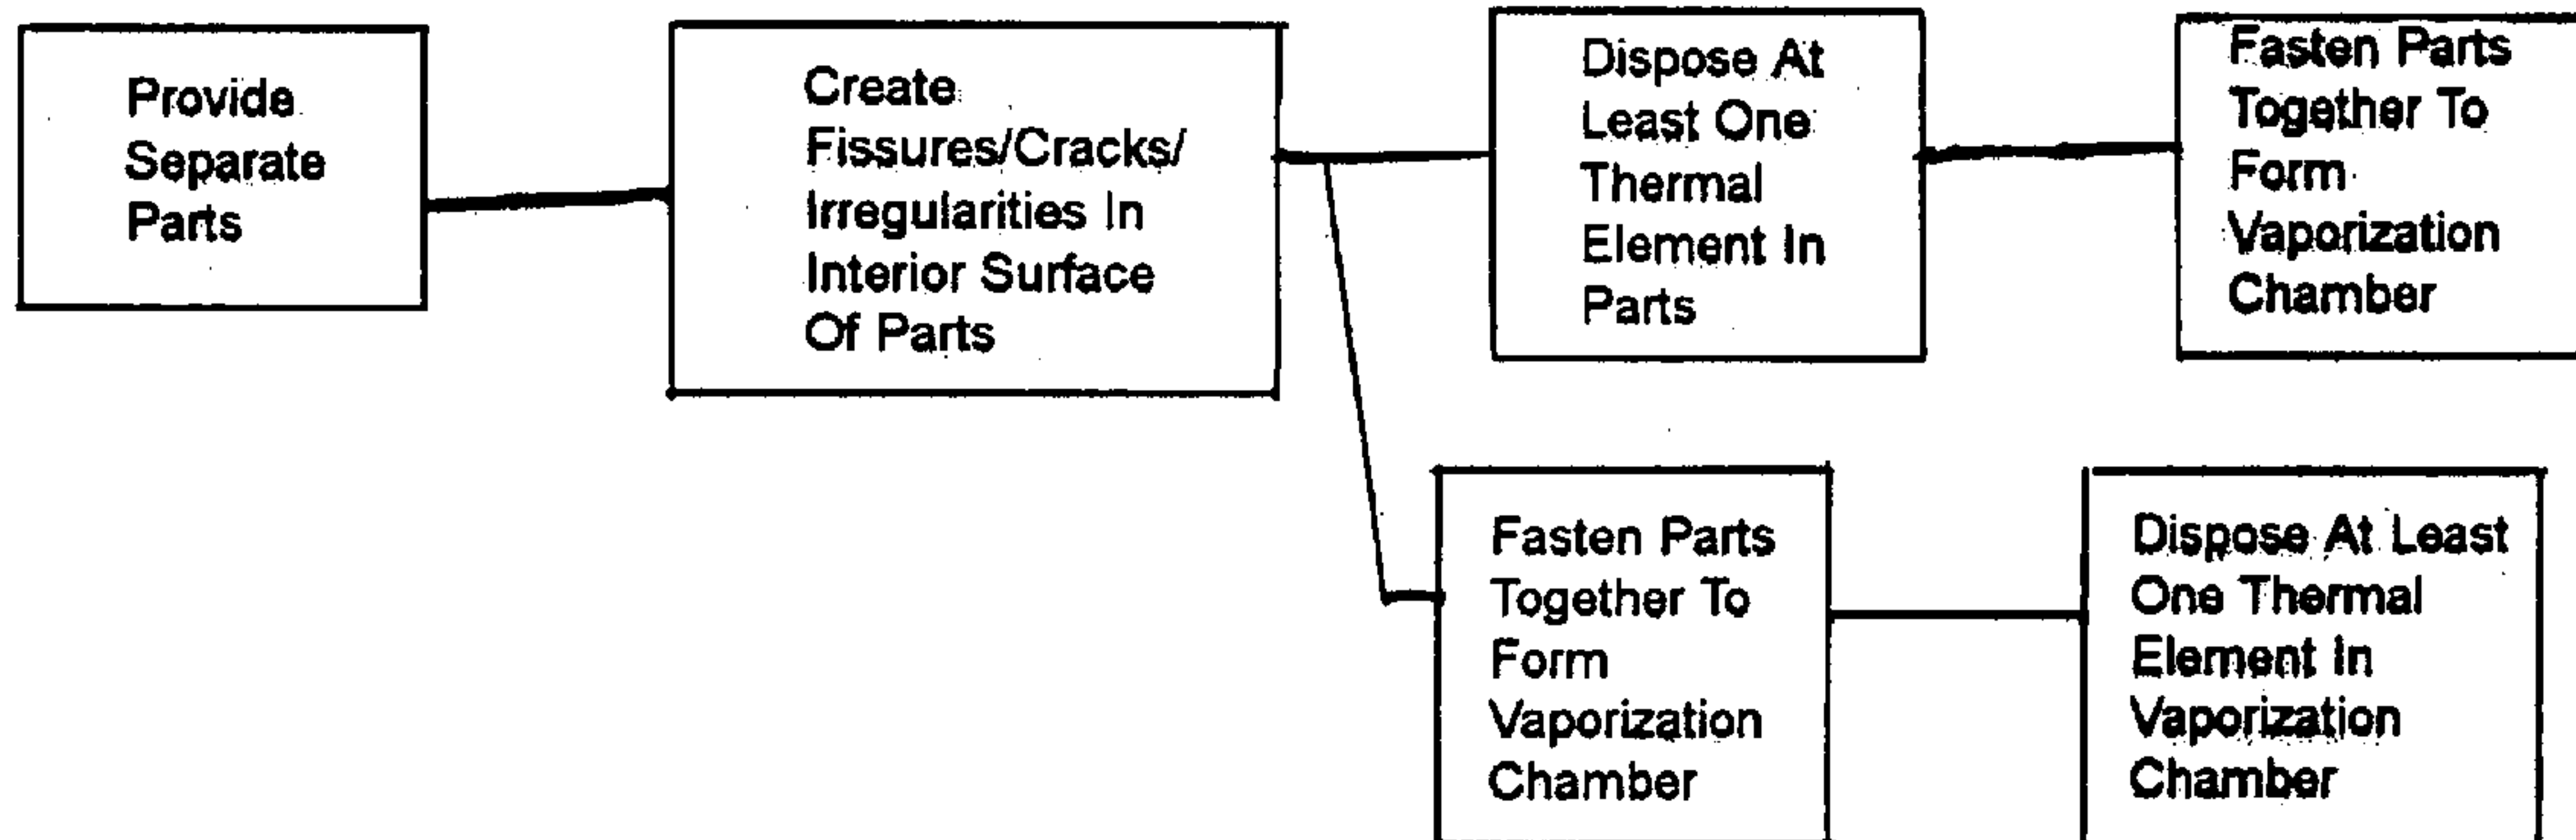 Provide
Separate
Parts
Create
Fissures/Cracks/
Irregularities In
Interior Surface
Of Parts
Dispose At
Least One
Thermal
Element In
Parts
Fasten Parts
Together To
Form
Vaporization
Chamber
Fasten Parts
Together To
Form
Vaporization
Chamber
Dispose At Least
One Thermal
Element In
Vaporization
Chamber